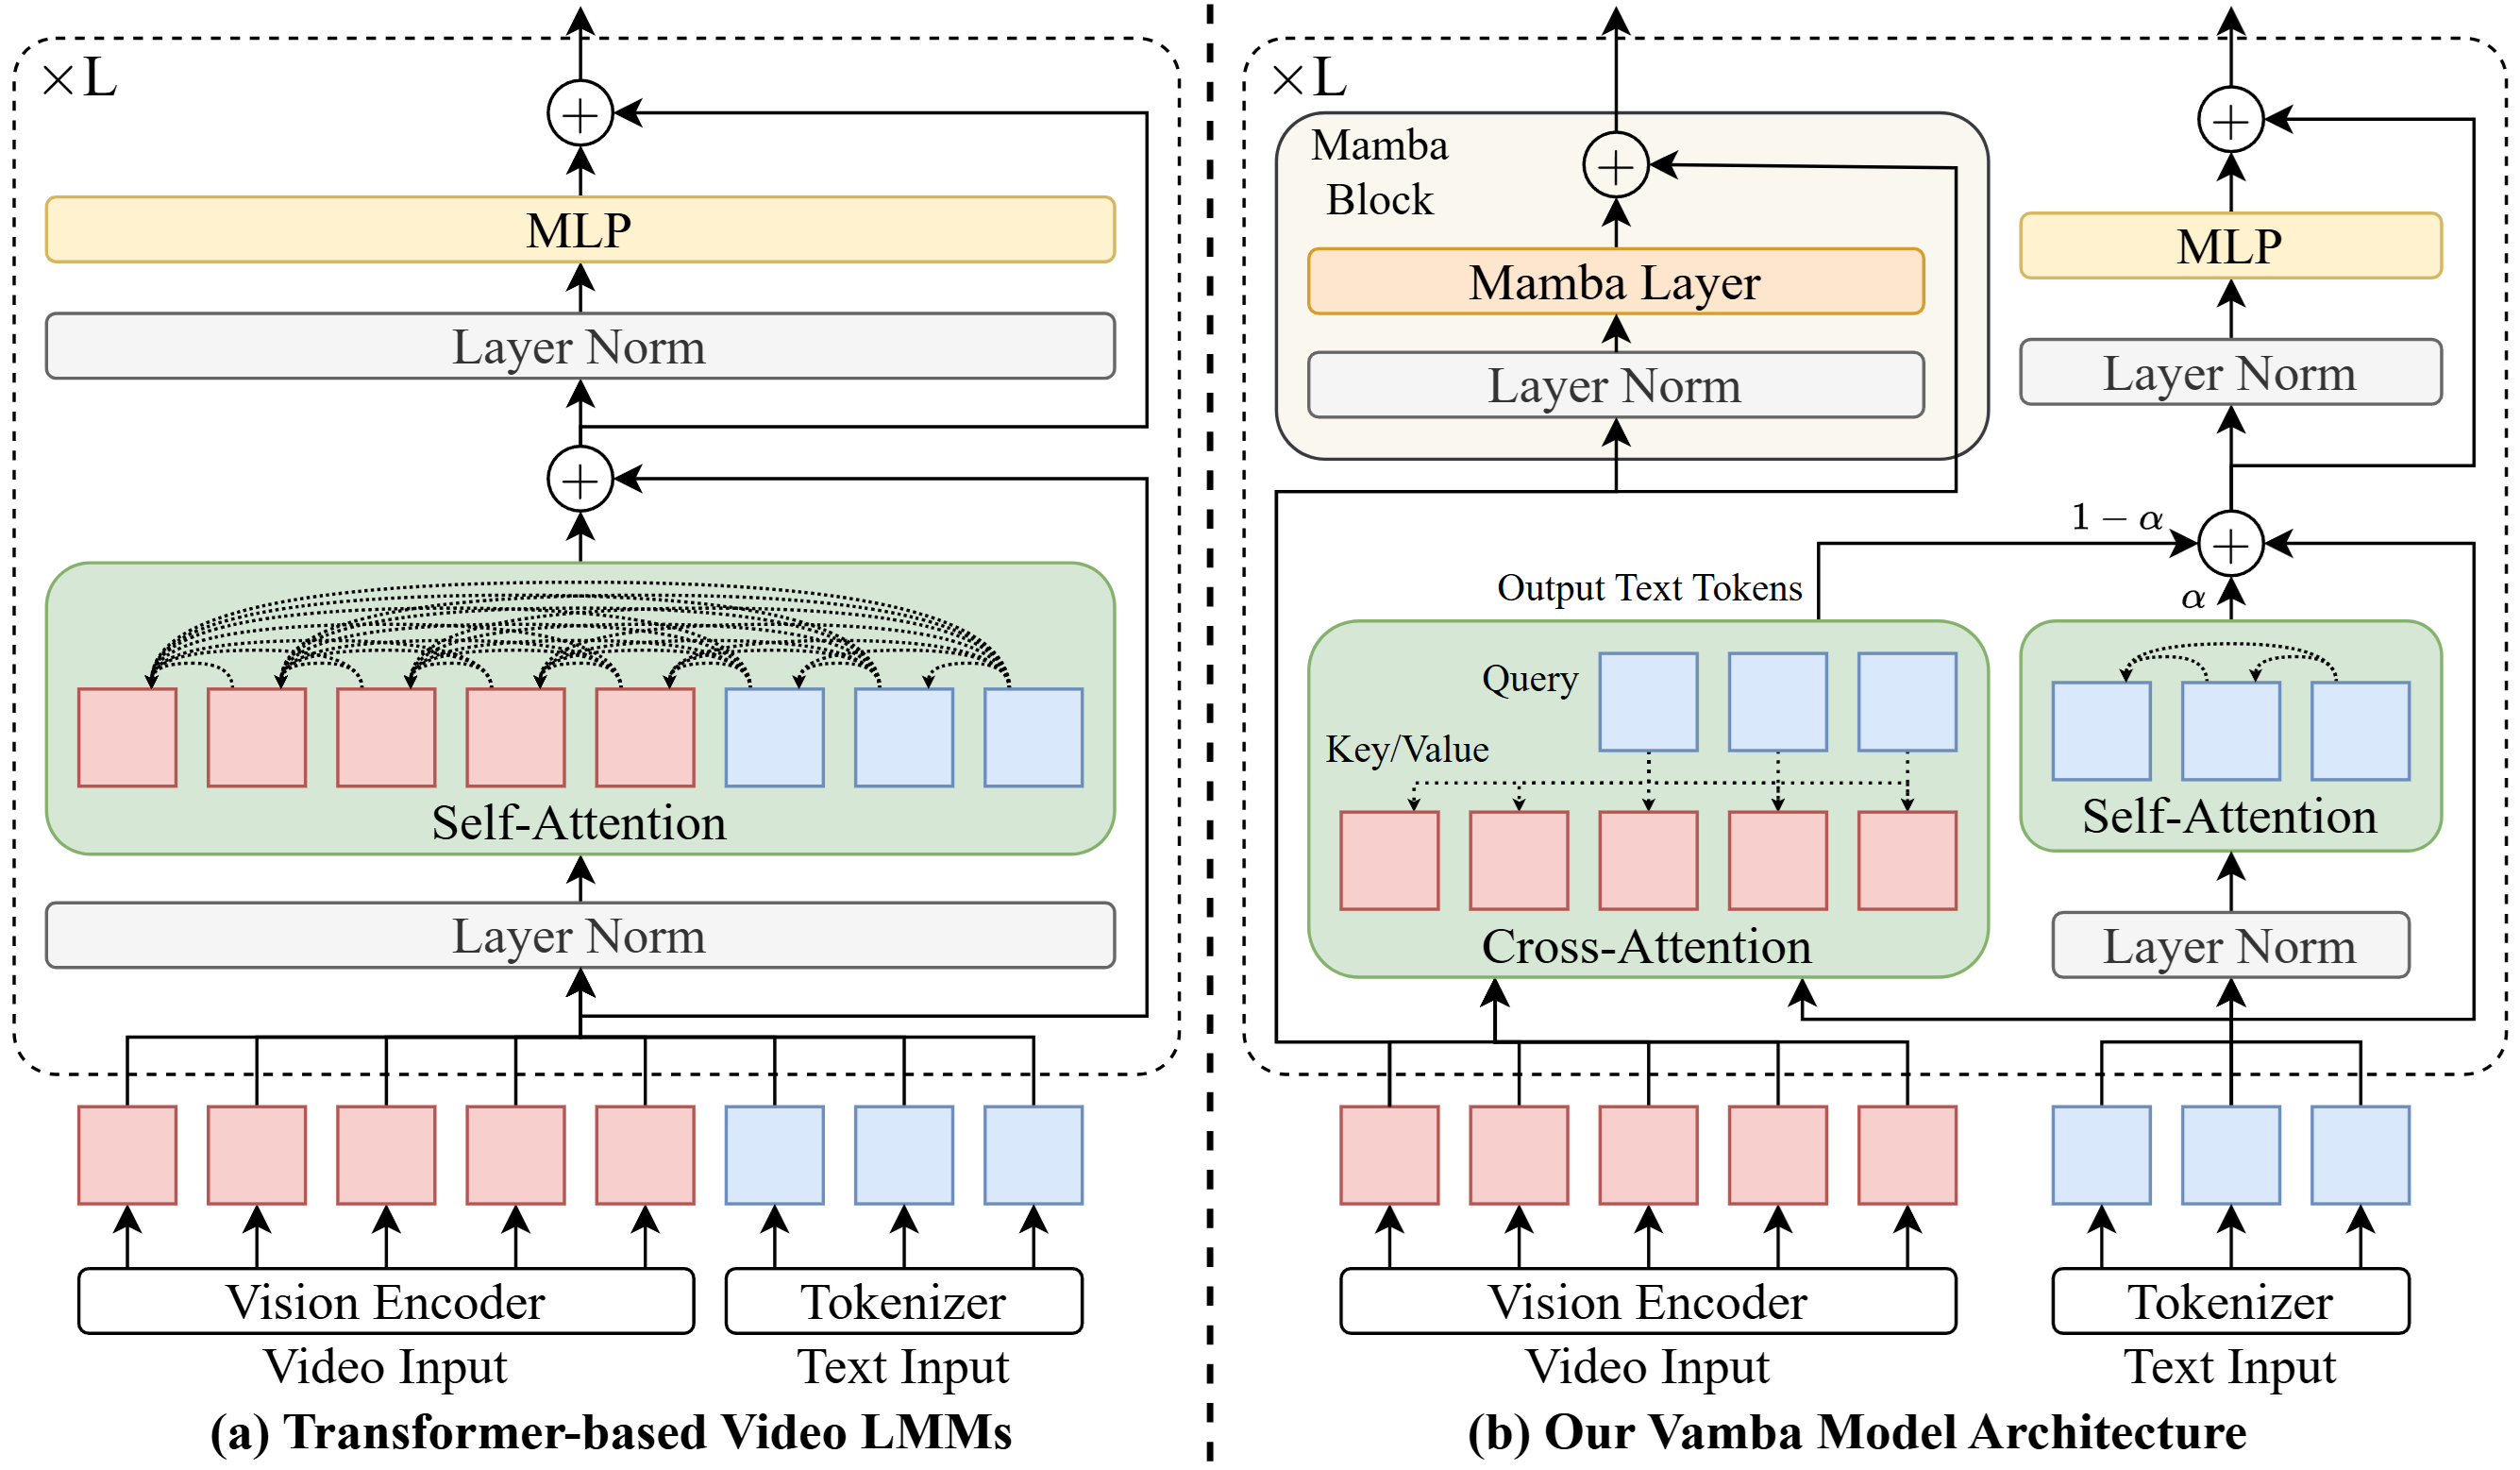 ×L
MLP
Layer Norm
Self-Attention
Layer Norm
Vision Encoder
Tokenizer
Video Input
Text Input
(a) Transformer-based Video LMMs
×L
Mamba
Block
Mamba Layer
Layer Norm
MLP
Layer Norm
1 − α
Output Text Tokens
α
Query
Key/Value
Cross-Attention
Self-Attention
Layer Norm
Vision Encoder
Tokenizer
Video Input
Text Input
(b) Our Vamba Model Architecture